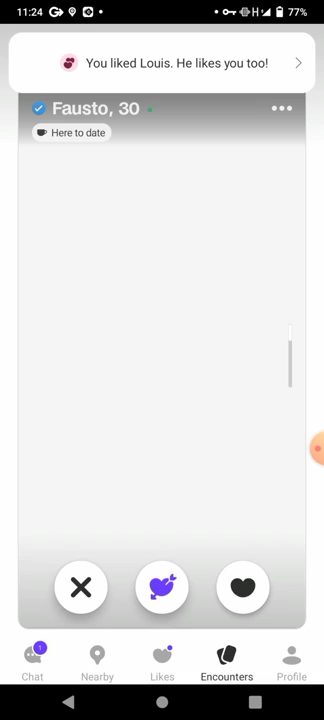 11:24
H
77%
You liked Louis. He likes you too!
Fausto, 30
Here to date
1
Chat
Nearby
Likes
Encounters
Profile